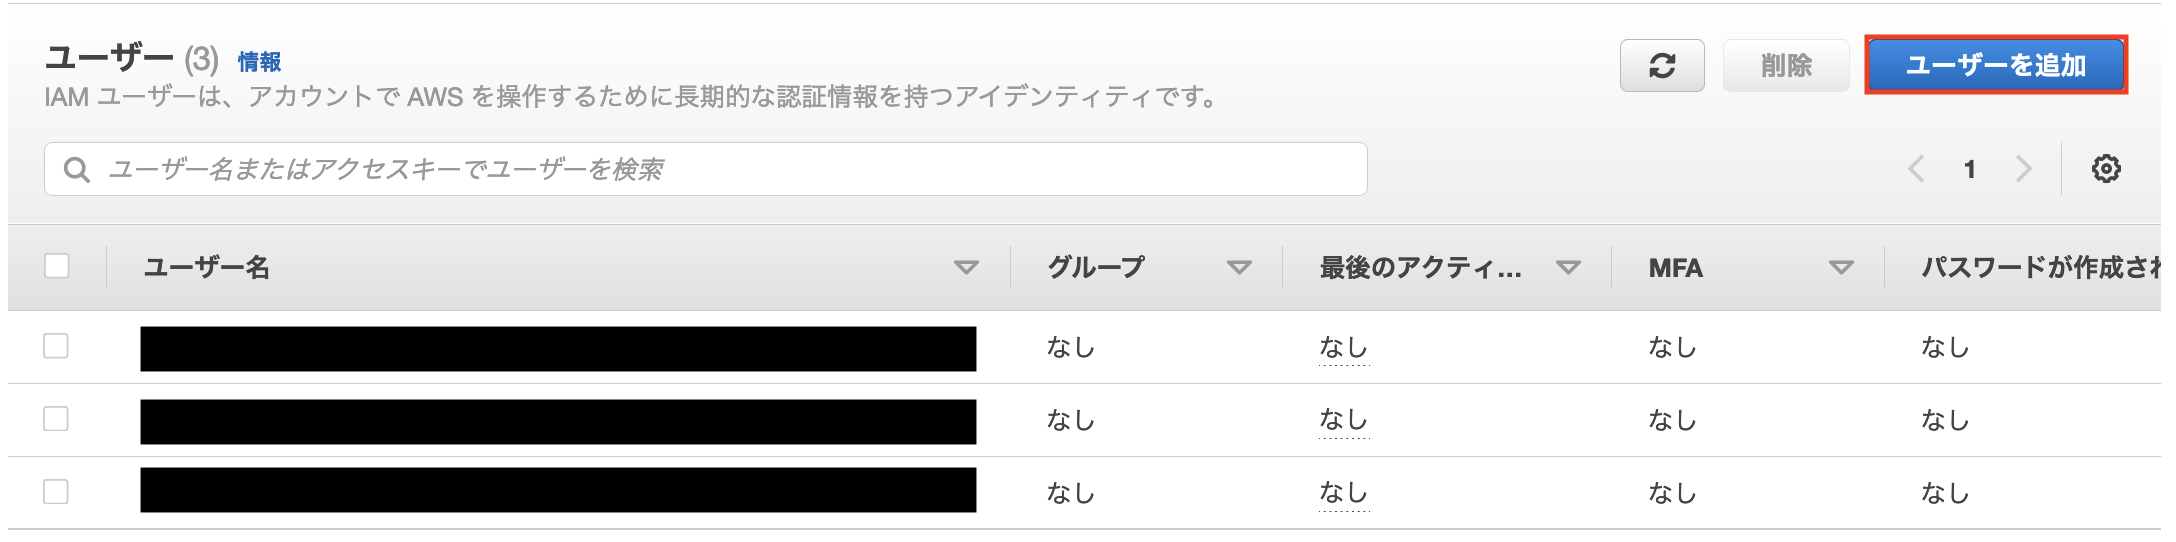 ユーザー (3) 情報
削除
ユーザーを追加
IAM ユーザーは、アカウントで AWS を操作するために長期的な認証情報を持つアイデンティティです。
ユーザー名またはアクセスキーでユーザーを検索
1
ユーザー名 グループ 最後のアクティ... MFA パスワードが作成され
なし なし なし なし
なし なし なし なし
なし なし なし なし